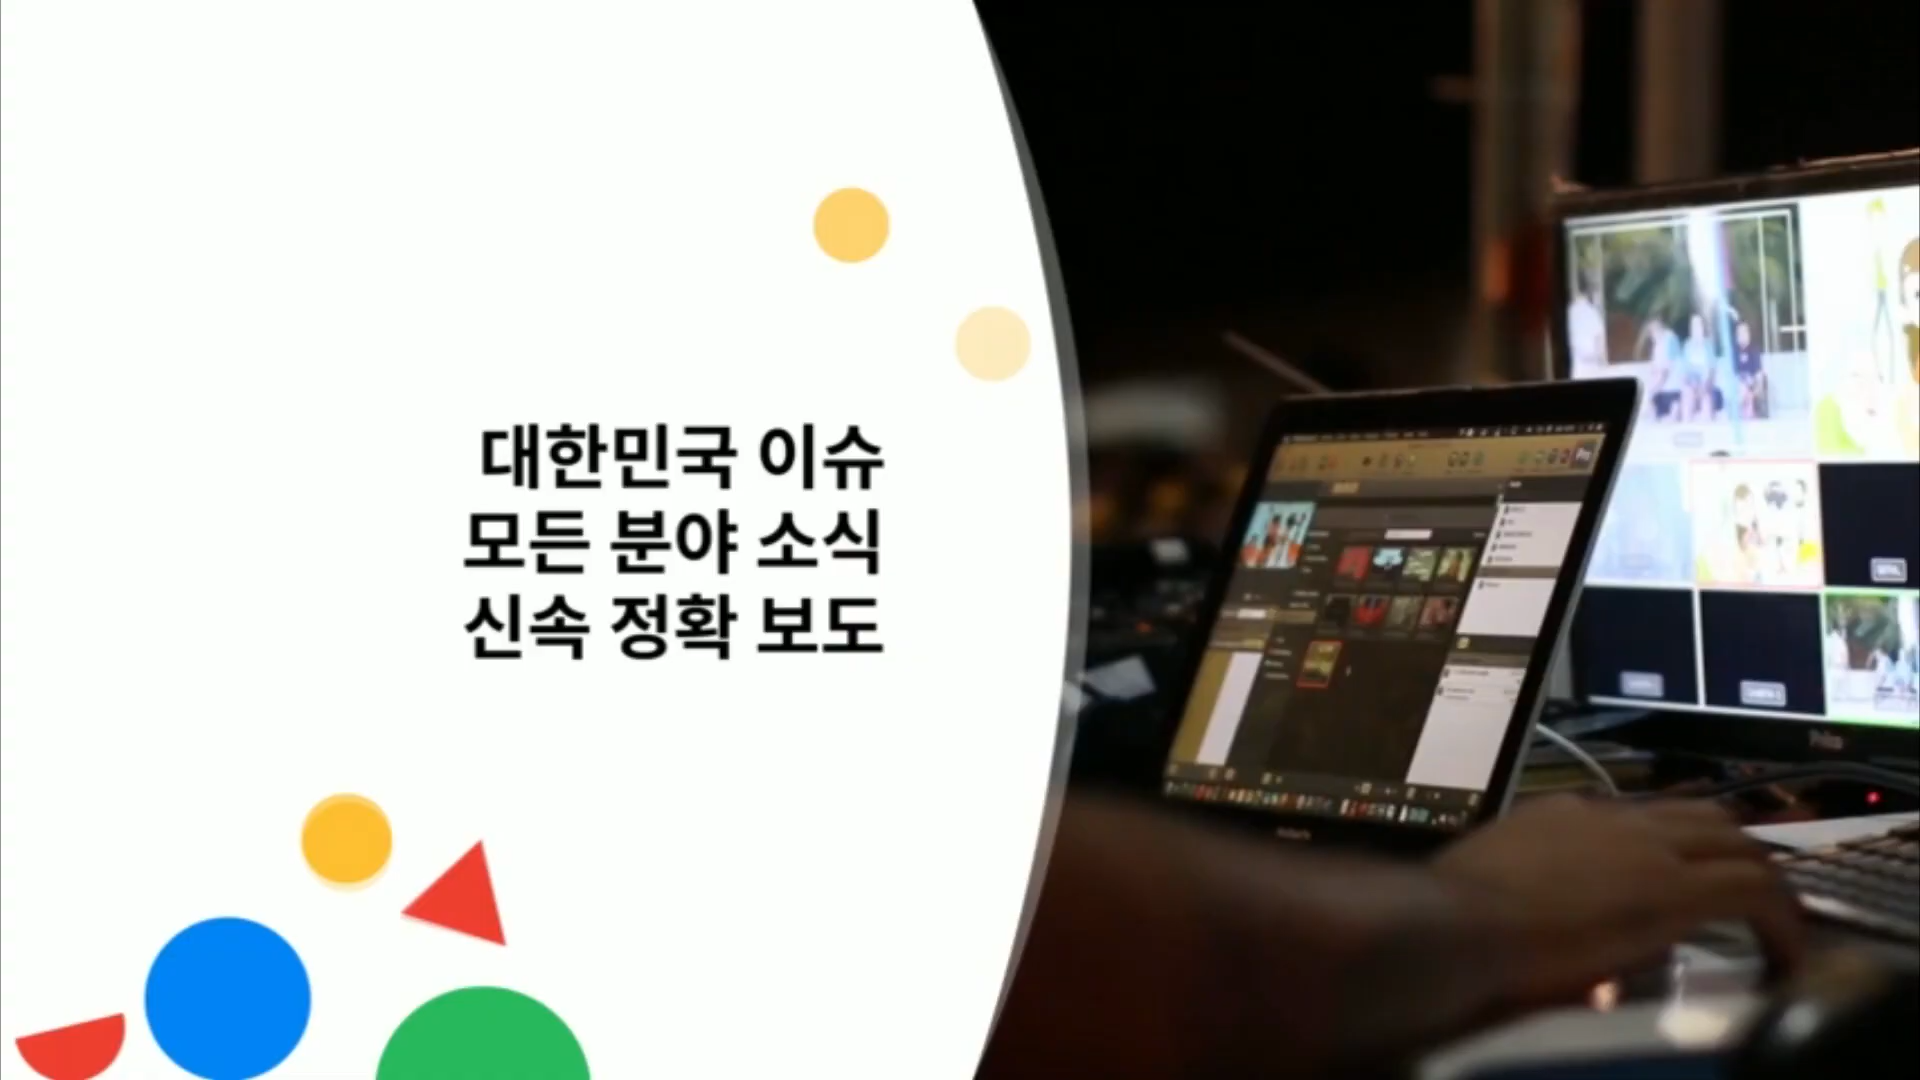 대한민국 이슈
모든 분야 소식
신속 정확 보도